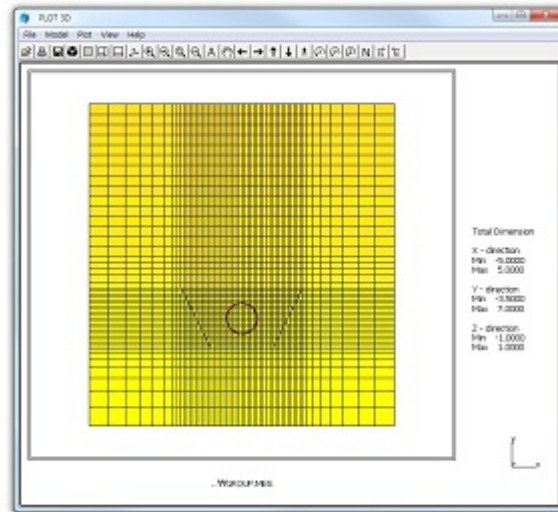 PLOT 3D
File Model Plot View Help
A N
Total Dimension
X - direction
Min -5.0000
Max 5.0000
Y - direction
Min -3.5000
Max 7.0000
Z - direction
Min -1.0000
Max 1.0000